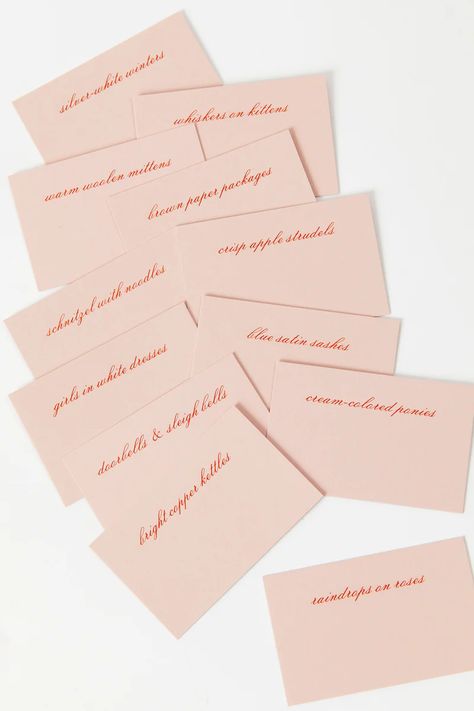 silver-white winters
whiskers on kittens
warm woolen mittens
brown paper packages
crisp apple strudels
schnitzel with noodles
blue satin sashes
girls in white dresses
cream-colored ponies
doorbells & sleigh bells
bright copper kettles
raindrops on roses